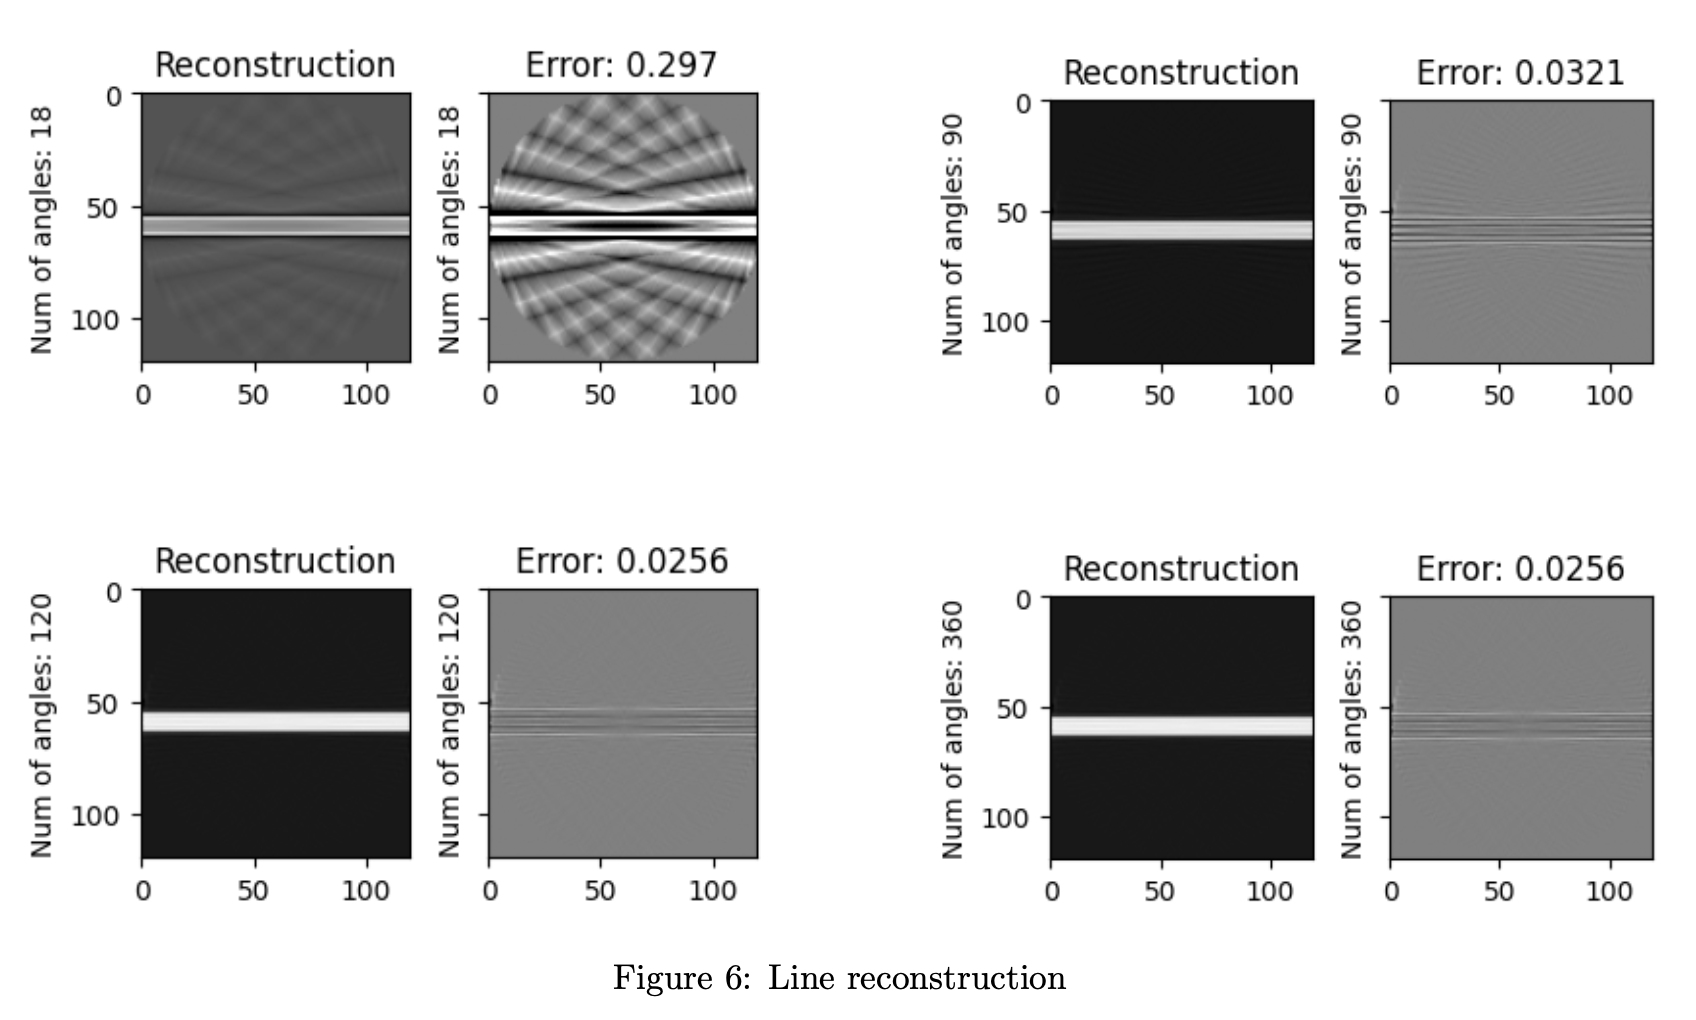 Reconstruction
Error: 0.297
Num of angles: 18
0
50
100
0 50 100
Num of angles: 18
0 50 100
Reconstruction
Error: 0.0321
Num of angles: 90
0
50
100
0 50 100
Num of angles: 90
0 50 100
Reconstruction
Error: 0.0256
Num of angles: 120
0
50
100
0 50 100
Num of angles: 120
0 50 100
Reconstruction
Error: 0.0256
Num of angles: 360
0
50
100
0 50 100
Num of angles: 360
0 50 100
Figure 6: Line reconstruction